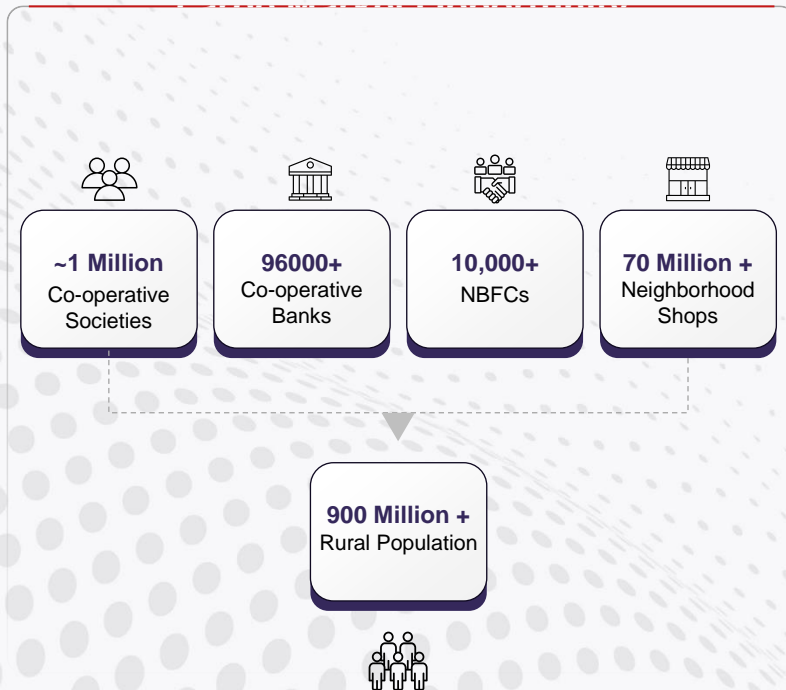 ~1 Million
Co-operative
Societies
96000+
Co-operative
Banks
10,000+
NBFCs
70 Million +
Neighborhood
Shops
900 Million +
Rural Population